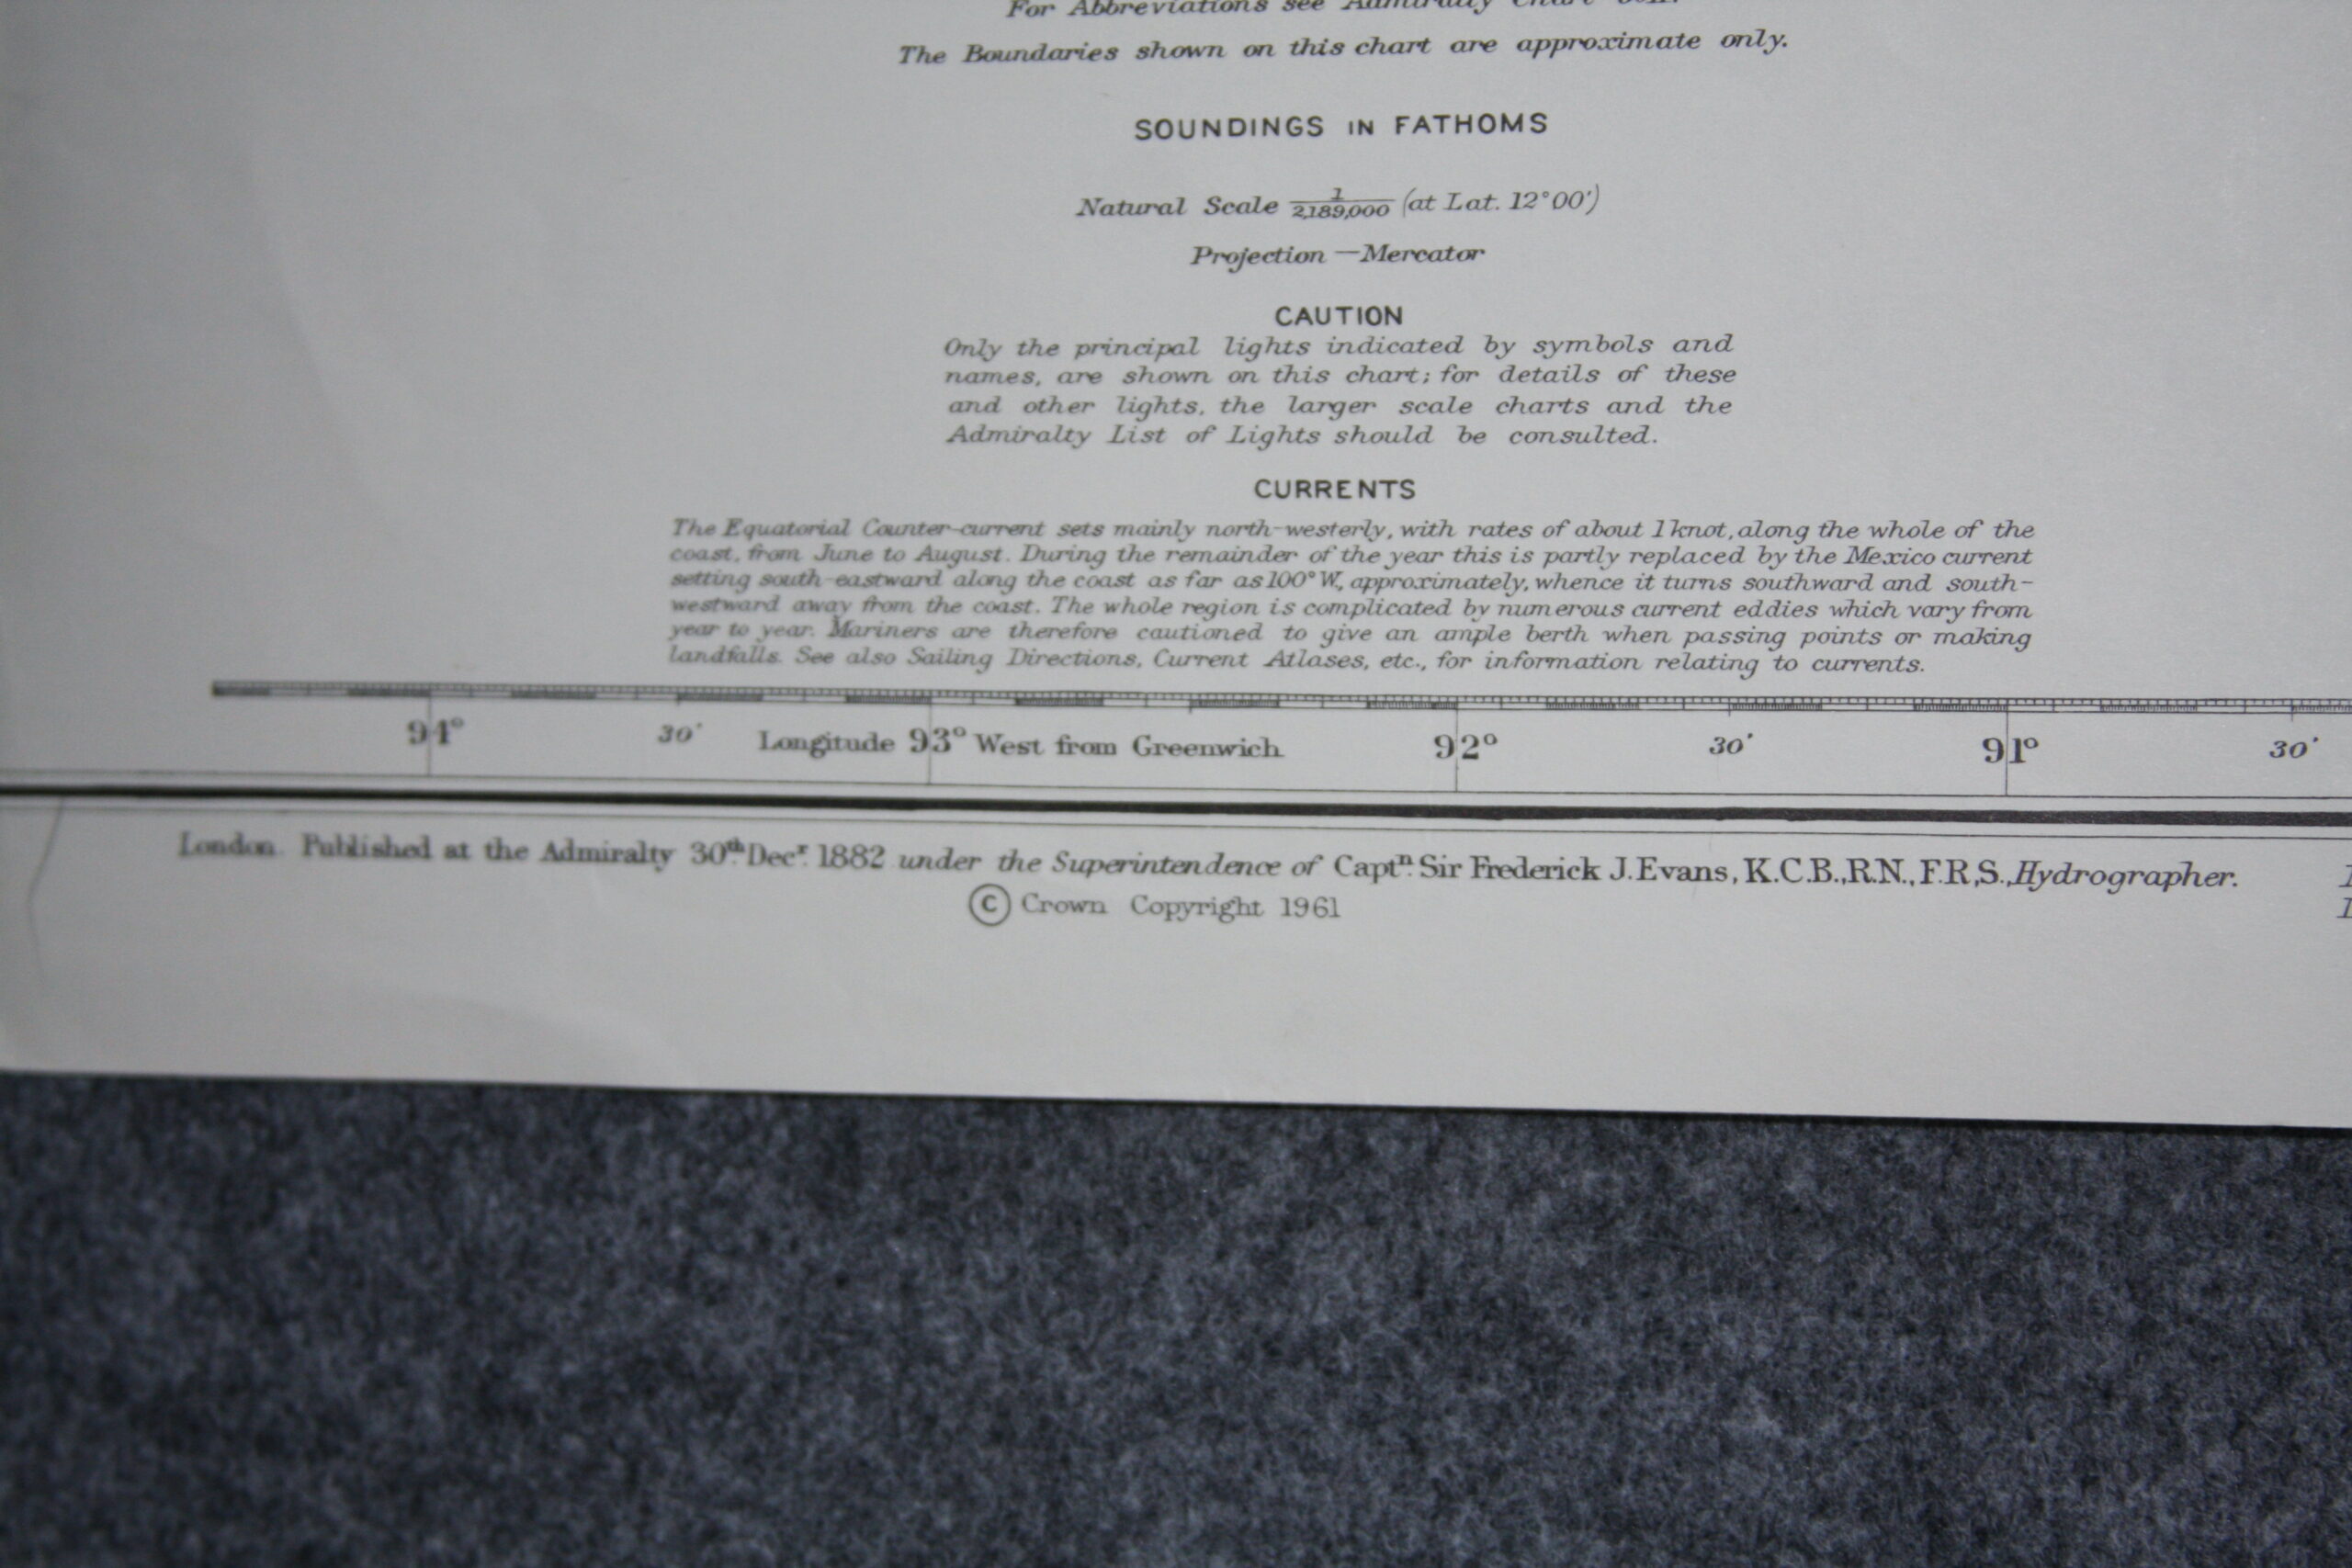 For Abbreviations see Admiralty Chart
The Boundaries shown on this chart are approximate only.
SOUNDINGS IN FATHOMS
Natural Scale 1/2,189,000 (at Lat. 12°00')
Projection — Mercator
CAUTION
Only the principal lights indicated by symbols and
names, are shown on this chart; for details of these
and other lights, the larger scale charts and the
Admiralty List of Lights should be consulted.
CURRENTS
The Equatorial Counter-current sets mainly north-westerly, with rates of about 1 knot, along the whole of the
coast, from June to August. During the remainder of the year this is partly replaced by the Mexico current
setting south-eastward along the coast as far as 100° W., approximately, whence it turns southward and south-
westward away from the coast. The whole region is complicated by numerous current eddies which vary from
year to year. Mariners are therefore cautioned to give an ample berth when passing points or making
landfalls. See also Sailing Directions, Current Atlases, etc., for information relating to currents.
94° 30' Longitude 93° West from Greenwich 92° 30' 91° 30'
London. Published at the Admiralty 30th Decr. 1882 under the Superintendence of Captn. Sir Frederick J. Evans, K.C.B., R.N., F.R.S., Hydrographer.
© Crown Copyright 1961